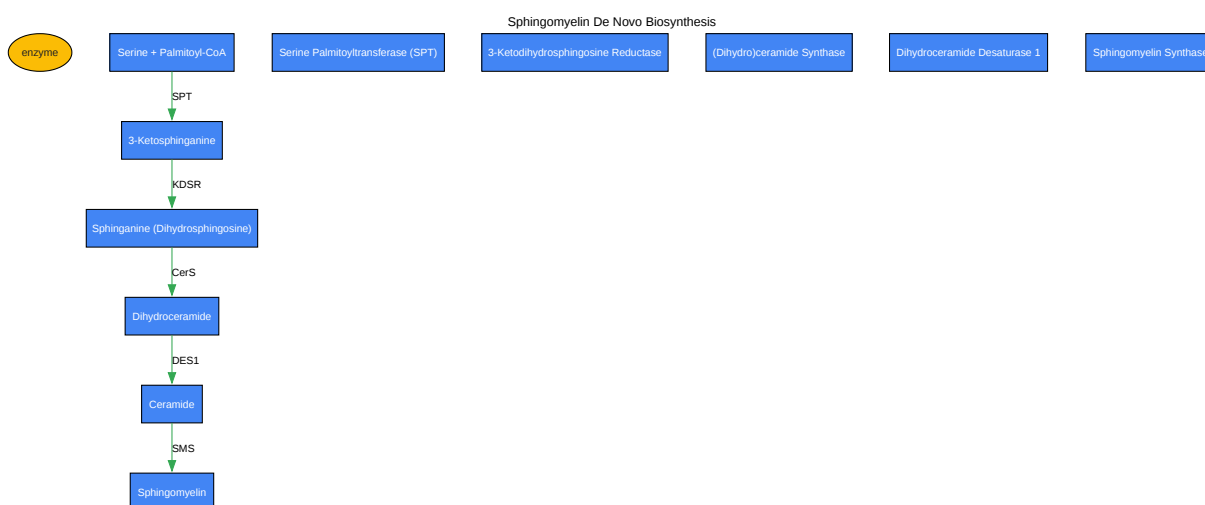 Sphingomyelin De Novo Biosynthesis
enzyme
Serine + Palmitoyl-CoA
Serine Palmitoyltransferase (SPT)
3-Ketodihydrosphingosine Reductase
(Dihydro)ceramide Synthase
Dihydroceramide Desaturase 1
Sphingomyelin Synthase
SPT
3-Ketosphinganine
KDSR
Sphinganine (Dihydrosphingosine)
CerS
Dihydroceramide
DES1
Ceramide
SMS
Sphingomyelin